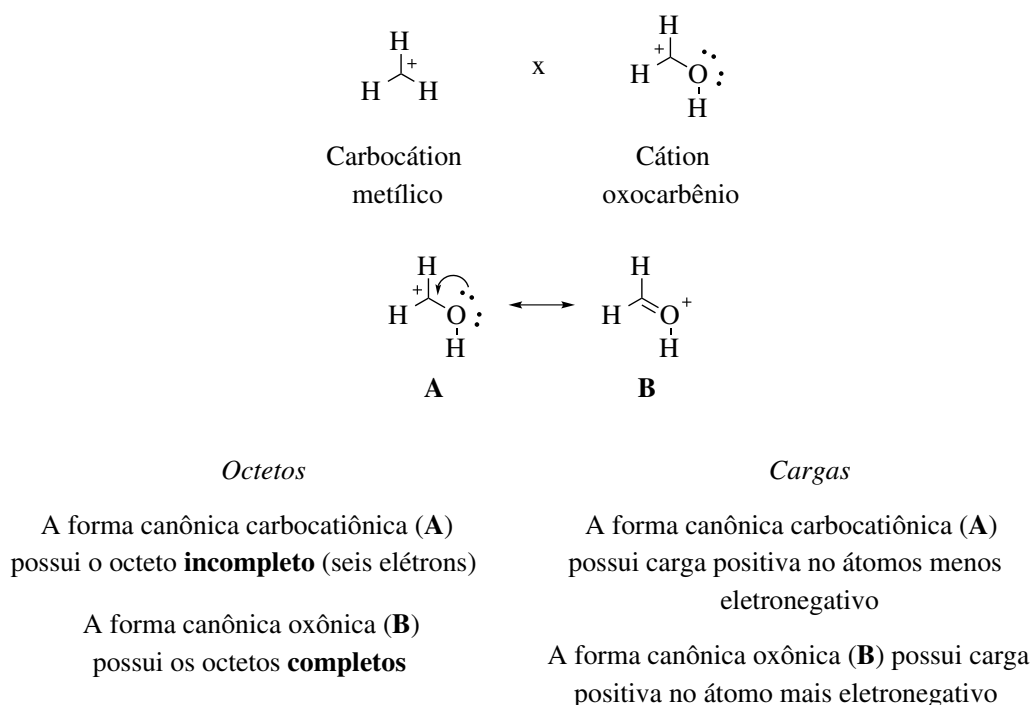 H
+
H
H
x
H
+
H
O
H
Carbocátion
metílico
Cátion
oxocarbênio
H
+
H
O
H
A
H
H
O
+
H
B
Octetos
Cargas
A forma canônica carbocatiônica (A)
possui o octeto incompleto (seis elétrons)
A forma canônica oxônica (B)
possui os octetos completos
A forma canônica carbocatiônica (A)
possui carga positiva no átomos menos
eletronegativo
A forma canônica oxônica (B) possui carga
positiva no átomo mais eletronegativo